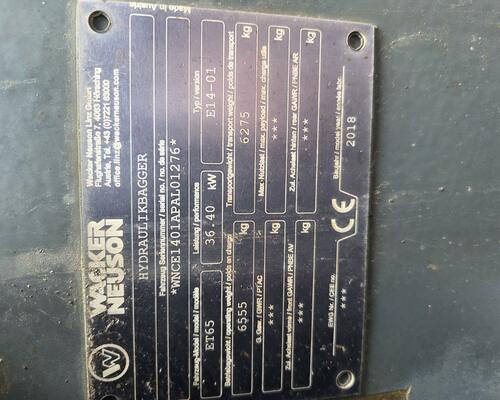 WACKER
NEUSON
Wacker Neuson Linz GmbH
Flughafenstraße 7, 4063 Hörsching
Austria, Tel. +43 (0)7221 63000
office.linz@wackerneuson.com
Made in Austria
HYDRAULIKBAGGER
Fahrzeug Seriennummer / serial no. / no. de série
*WNCE1401APAL01276*
Fahrzeug-Model / model / modèle
ET65
Leistung / performance
36.40 kW
Typ / version
E14-01
Betriebsgewicht / operating weight / poids en charge
6555 kg
Transportgewicht / transport weight / poids de transport
6275 kg
G. Gew. / GWR / PTAC
*** kg
Max. Nutzlast / max. payload / max. charge utile
*** kg
Zul. Achslast vorne / front GAWR / PNBE AV
*** kg
Zul. Achslast hinten / rear GAWR / PNBE AR
*** kg
EWG Nr. / CEE no
***
CE
Baujahr / model year / année fabr.
2018